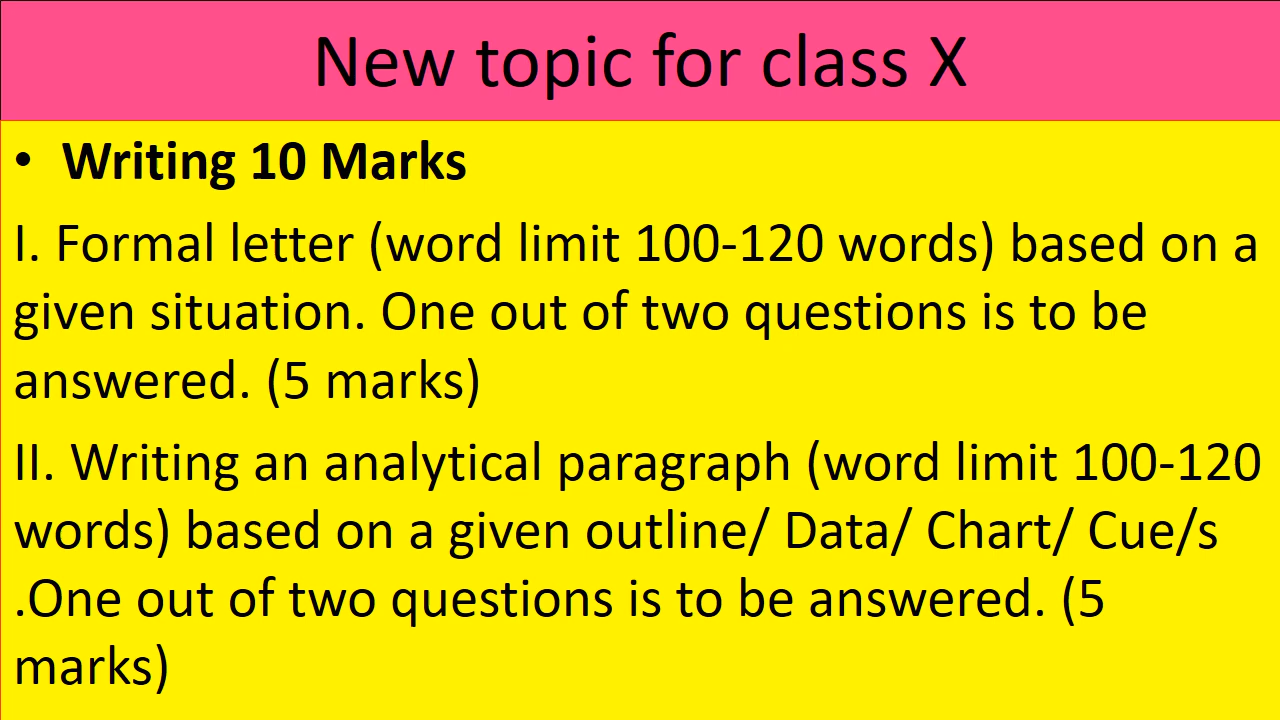 New topic for class X
• Writing 10 Marks
I. Formal letter (word limit 100-120 words) based on a
given situation. One out of two questions is to be
answered. (5 marks)
II. Writing an analytical paragraph (word limit 100-120
words) based on a given outline/ Data/ Chart/ Cue/s
.One out of two questions is to be answered. (5
marks)